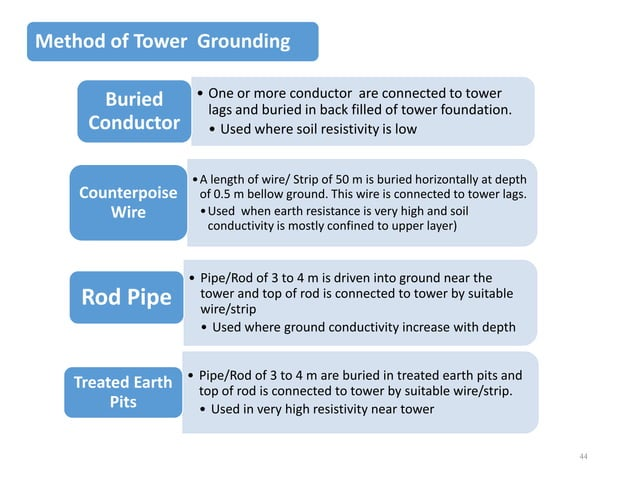 Method of Tower  Grounding
Buried
Conductor
• One or more conductor  are connected to tower
lags and buried in back filled of tower foundation.
• Used where soil resistivity is low
Counterpoise
Wire
•A length of wire/ Strip of 50 m is buried horizontally at depth
of 0.5 m bellow ground. This wire is connected to tower lags.
•Used  when earth resistance is very high and soil
conductivity is mostly confined to upper layer)
Rod Pipe
• Pipe/Rod of 3 to 4 m is driven into ground near the
tower and top of rod is connected to tower by suitable
wire/strip
• Used where ground conductivity increase with depth
Treated Earth
Pits
• Pipe/Rod of 3 to 4 m are buried in treated earth pits and
top of rod is connected to tower by suitable wire/strip.
• Used in very high resistivity near tower
44